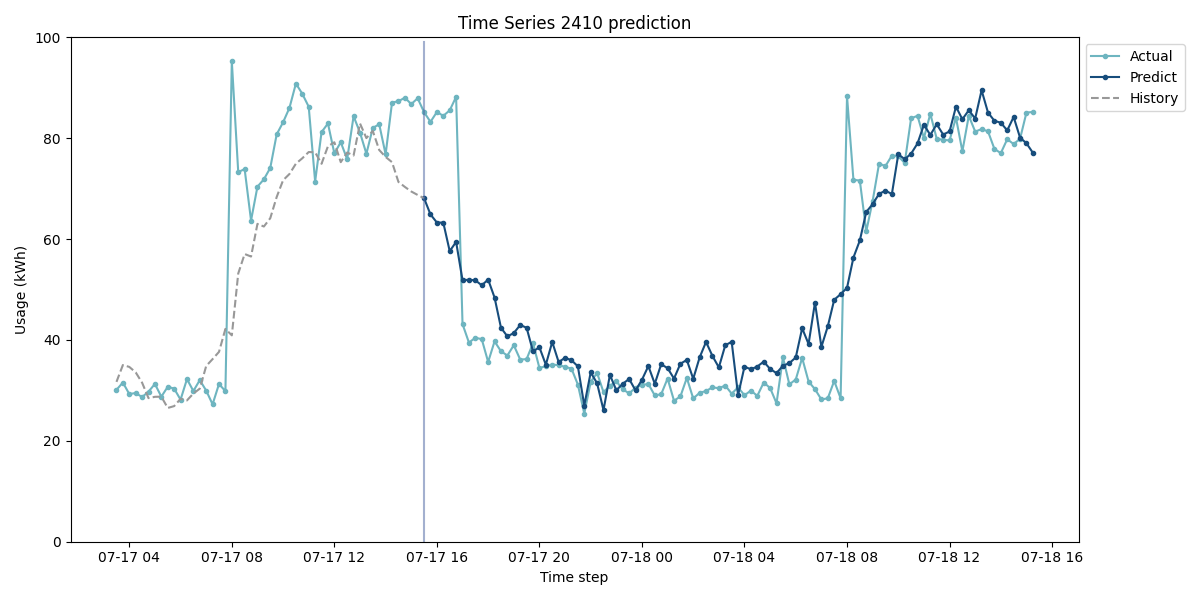 Time Series 2410 prediction
100
80
60
40
20
0
Usage (kWh)
07-17 04
07-17 08
07-17 12
07-17 16
07-17 20
07-18 00
07-18 04
07-18 08
07-18 12
07-18 16
Time step
Actual
Predict
History